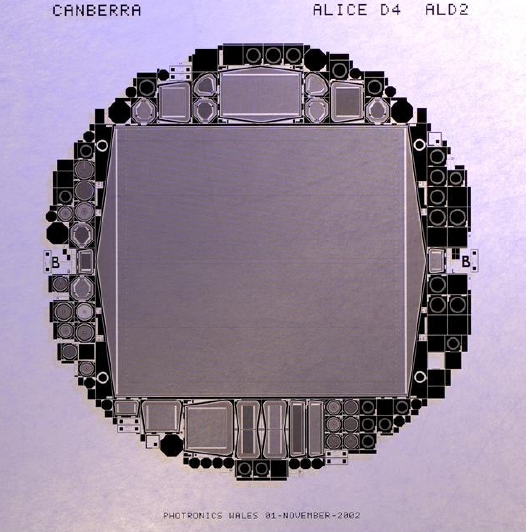 CANBERRA ALICE D4 ALD2
B B
PHOTRONICS WALES 01-NOVEMBER-2002